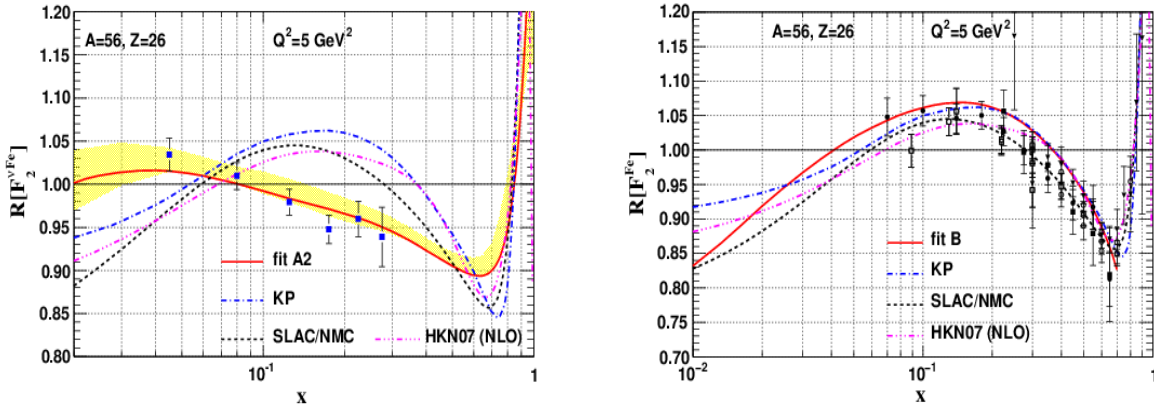 A=56, Z=26 Q²=5 GeV²
1.20
1.15
1.10
1.05
1.00
0.95
0.90
0.85
0.80
R[F₂^νFe]
fit A2
KP
SLAC/NMC
HKN07 (NLO)
10⁻¹
1
x
A=56, Z=26 Q²=5 GeV²
1.20
1.15
1.10
1.05
1.00
0.95
0.90
0.85
0.80
0.75
0.70
R[F₂^Fe]
fit B
KP
SLAC/NMC
HKN07 (NLO)
10⁻²
10⁻¹
1
x